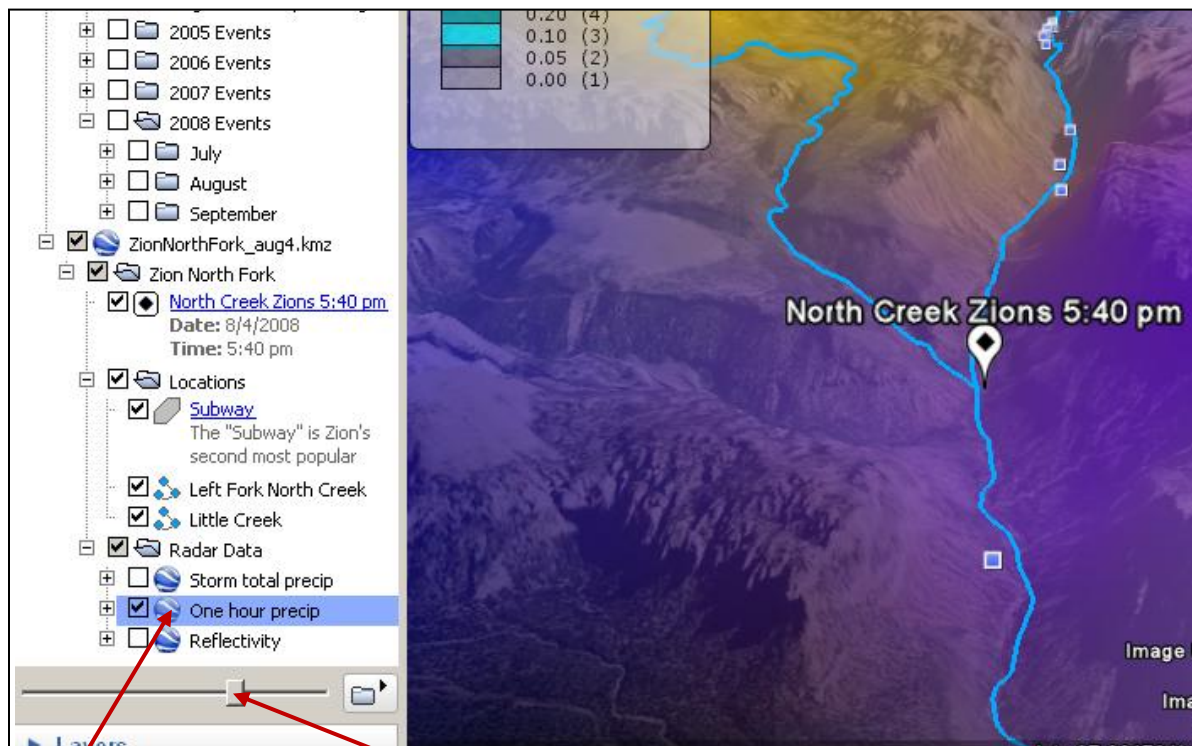 2005 Events
2006 Events
2007 Events
2008 Events
July
August
September
ZionNorthFork_aug4.kmz
Zion North Fork
North Creek Zions 5:40 pm
Date: 8/4/2008
Time: 5:40 pm
Locations
Subway
The "Subway" is Zion's
second most popular
Left Fork North Creek
Little Creek
Radar Data
Storm total precip
One hour precip
Reflectivity
Layers
0.20 (4)
0.10 (3)
0.05 (2)
0.00 (1)
North Creek Zions 5:40 pm
Image